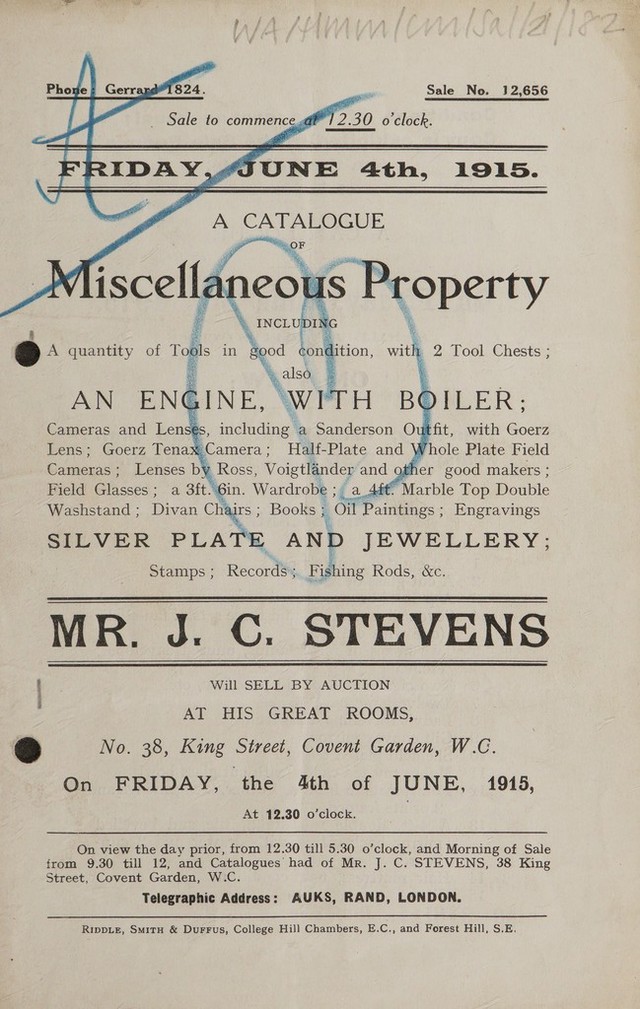 WA/HMM/CM/Sal/21/182
Phone: Gerrard 1824. Sale No. 12,656
Sale to commence at 12.30 o'clock.
FRIDAY, JUNE 4th, 1915.
A CATALOGUE
OF
Miscellaneous Property
INCLUDING
A quantity of Tools in good condition, with 2 Tool Chests;
also
AN ENGINE, WITH BOILER;
Cameras and Lenses, including a Sanderson Outfit, with Goerz
Lens; Goerz Tenax Camera; Half-Plate and Whole Plate Field
Cameras; Lenses by Ross, Voigtländer and other good makers;
Field Glasses; a 3ft. 6in. Wardrobe; a 4ft. Marble Top Double
Washstand; Divan Chairs; Books; Oil Paintings; Engravings
SILVER PLATE AND JEWELLERY;
Stamps; Records; Fishing Rods, &c.
MR. J. C. STEVENS
Will SELL BY AUCTION
AT HIS GREAT ROOMS,
No. 38, King Street, Covent Garden, W.C.
On FRIDAY, the 4th of JUNE, 1915,
At 12.30 o'clock.
On view the day prior, from 12.30 till 5.30 o'clock, and Morning of Sale
from 9.30 till 12, and Catalogues had of MR. J. C. STEVENS, 38 King
Street, Covent Garden, W.C.
Telegraphic Address: AUKS, RAND, LONDON.
RIDDLE, SMITH & DUFFUS, College Hill Chambers, E.C., and Forest Hill, S.E.